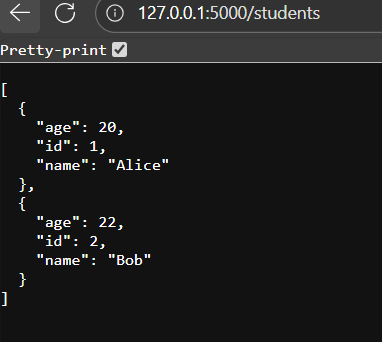 127.0.0.1:5000/students
Pretty-print
[
  {
    "age": 20,
    "id": 1,
    "name": "Alice"
  },
  {
    "age": 22,
    "id": 2,
    "name": "Bob"
  }
]